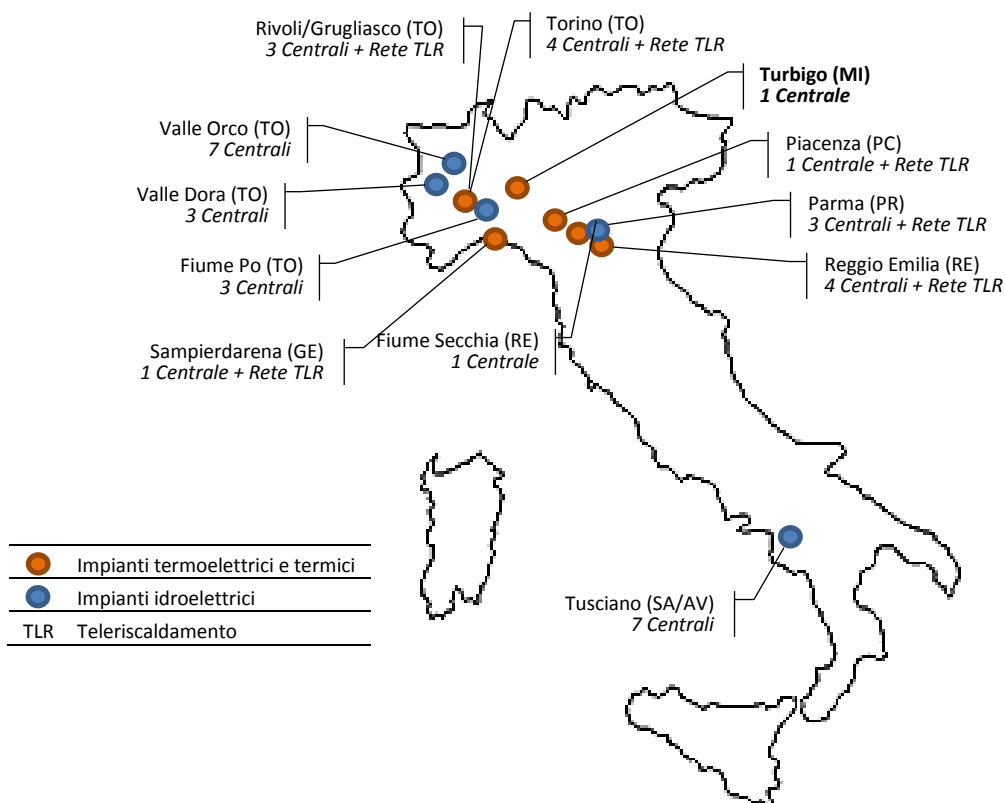 Rivoli/Grugliasco (TO)
3 Centrali + Rete TLR
Torino (TO)
4 Centrali + Rete TLR
Turbigo (MI)
1 Centrale
Valle Orco (TO)
7 Centrali
Piacenza (PC)
1 Centrale + Rete TLR
Valle Dora (TO)
3 Centrali
Parma (PR)
3 Centrali + Rete TLR
Fiume Po (TO)
3 Centrali
Reggio Emilia (RE)
4 Centrali + Rete TLR
Sampierdarena (GE)
1 Centrale + Rete TLR
Fiume Secchia (RE)
1 Centrale
Impianti termoelettrici e termici
Impianti idroelettrici
TLR Teleriscaldamento
Tusciano (SA/AV)
7 Centrali